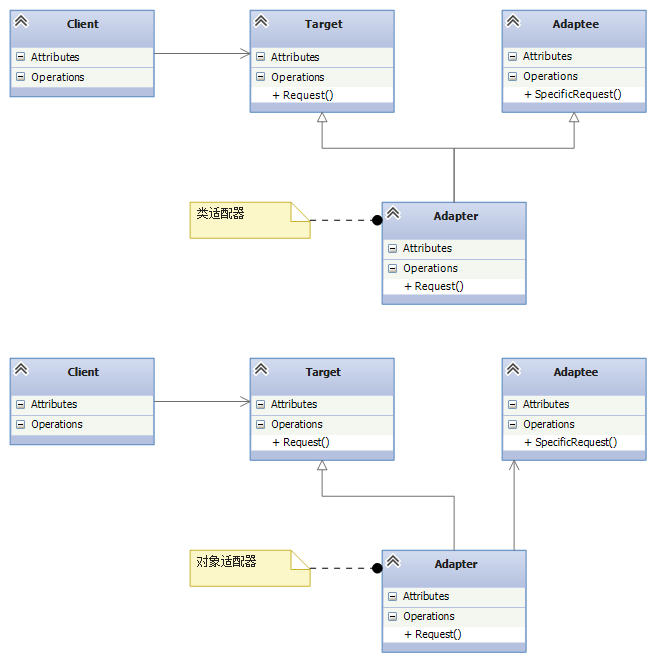 Client
Attributes
Operations
Target
Attributes
Operations
+ Request()
Adaptee
Attributes
Operations
+ SpecificRequest()
类适配器
Adapter
Attributes
Operations
+ Request()
Client
Attributes
Operations
Target
Attributes
Operations
+ Request()
Adaptee
Attributes
Operations
+ SpecificRequest()
对象适配器
Adapter
Attributes
Operations
+ Request()